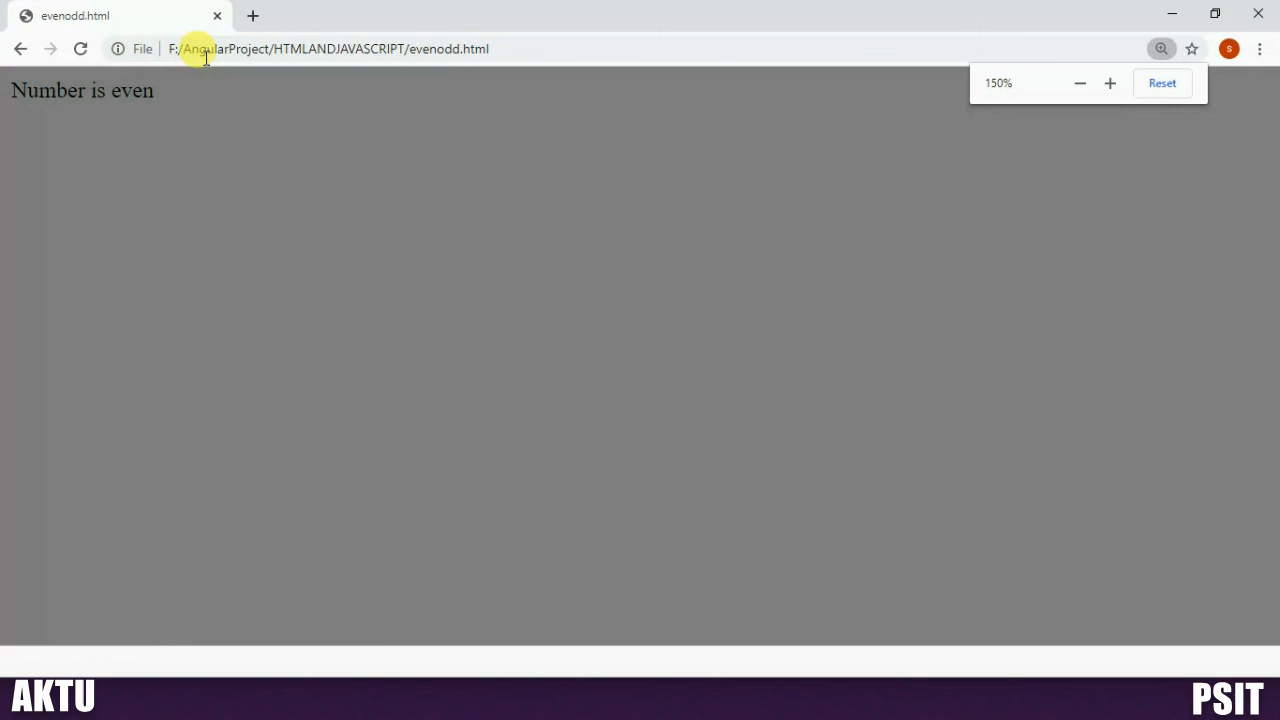 evenodd.html
File F:/AngularProject/HTMLANDJAVASCRIPT/evenodd.html
S
150% Reset
Number is even
AKTU PSIT